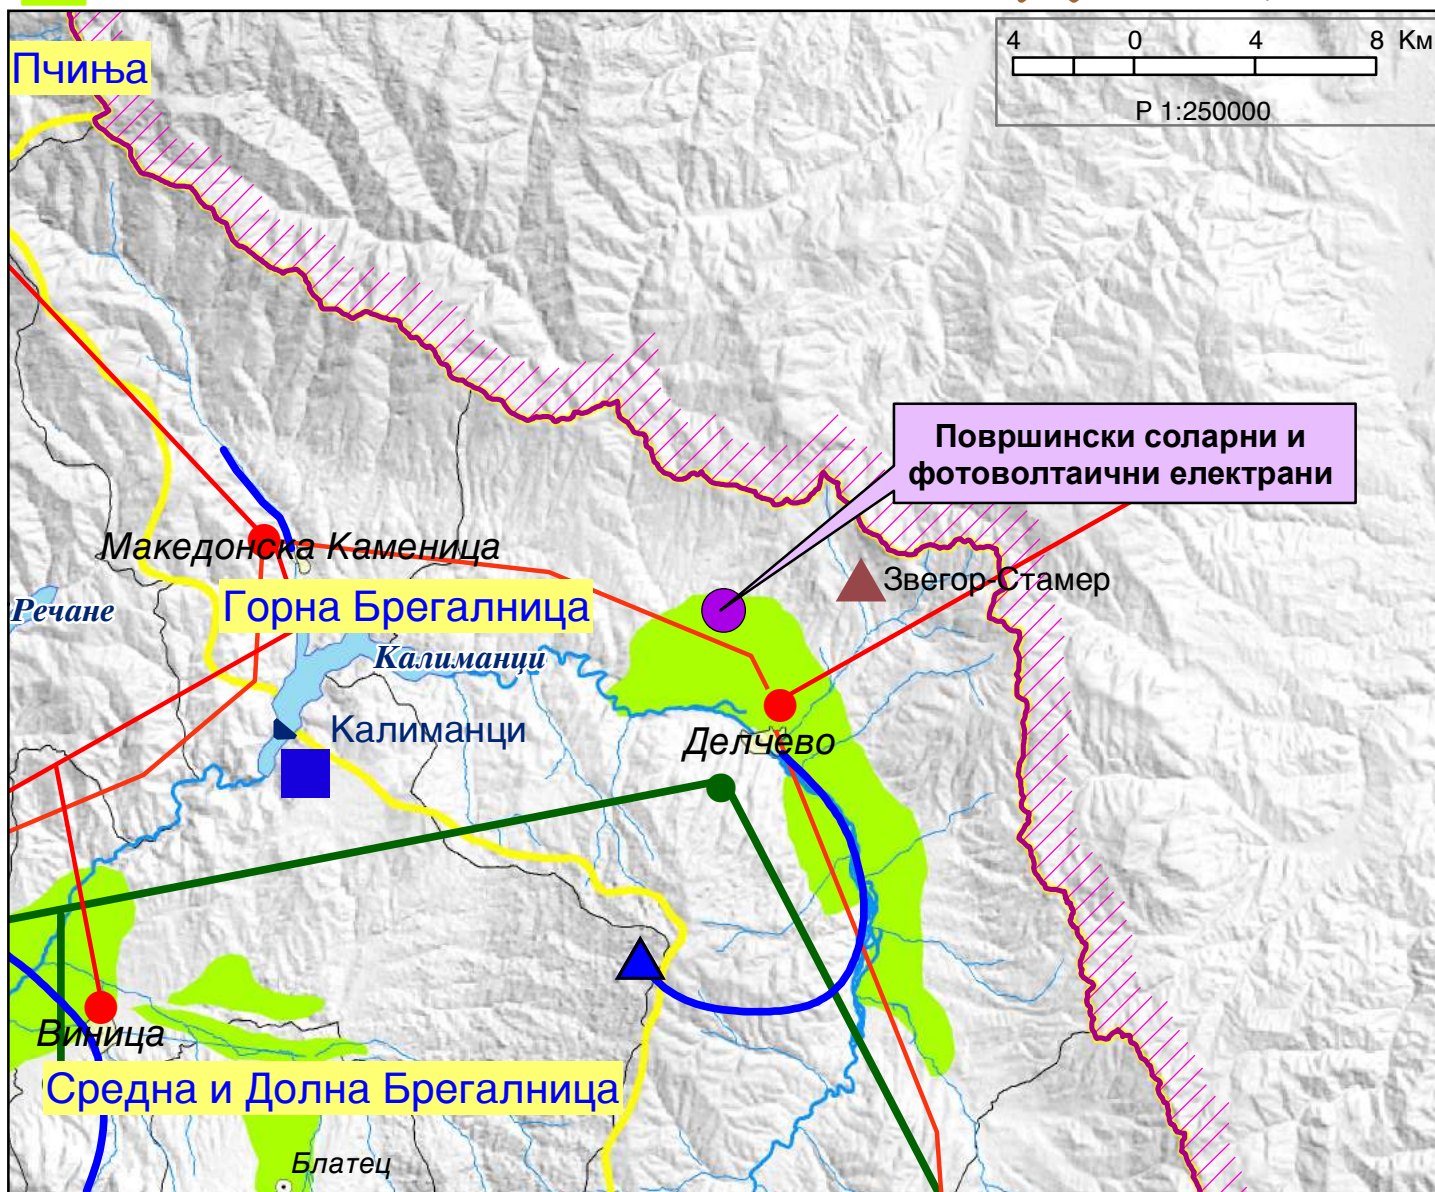 4 0 4 8 Км
Р 1:250000
Пчиња
Површински соларни и
фотоволтаични електрани
Македонска Каменица
Звегор-Стамер
Горна Брегалница
Речане
Калиманци
Калиманци
Делчево
Виница
Средна и Долна Брегалница
Блатец